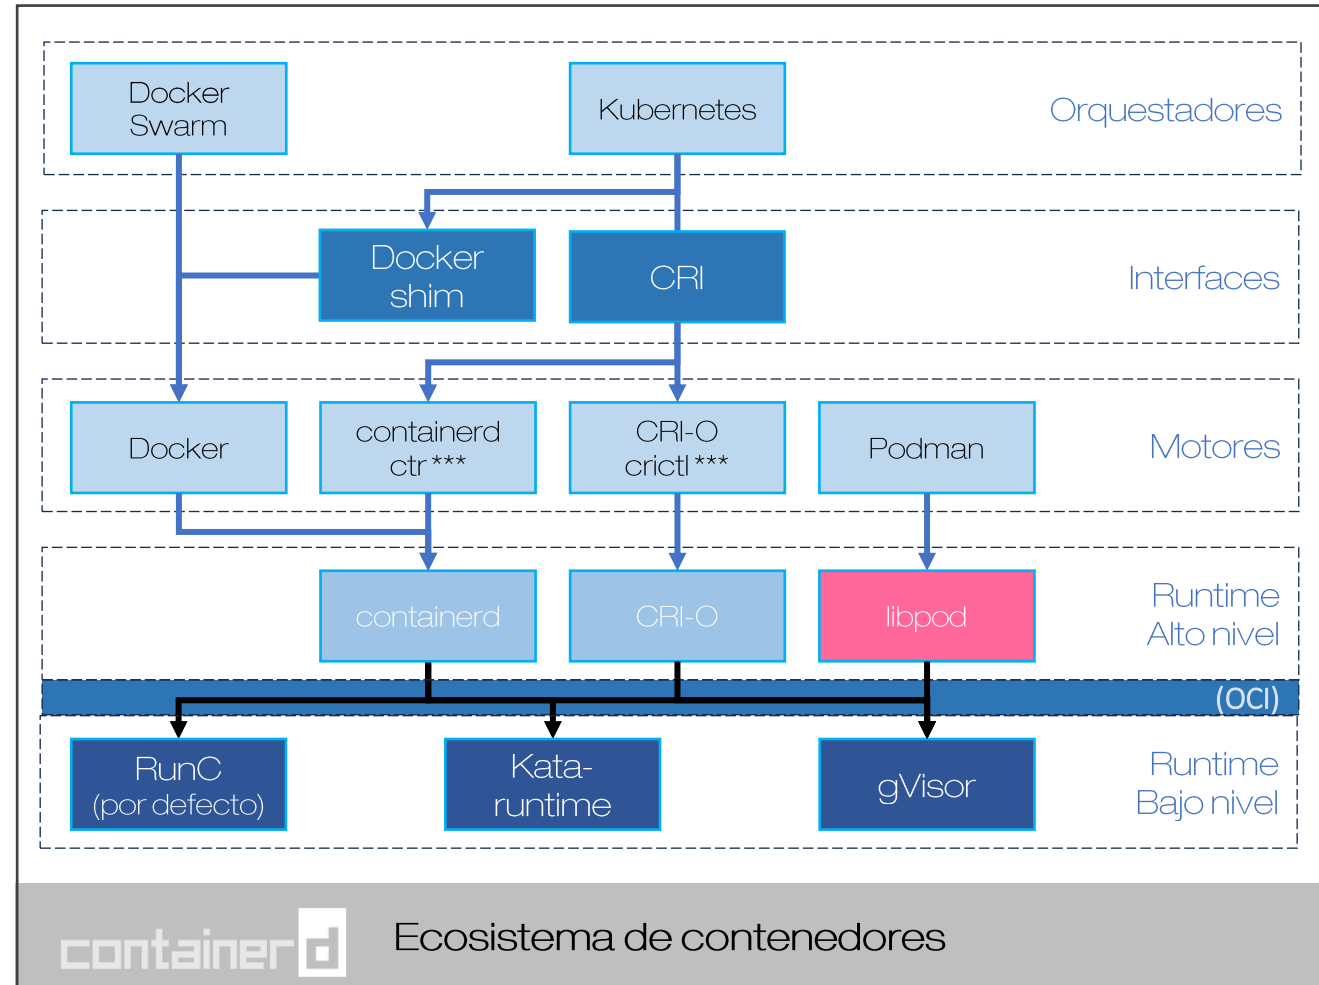 Docker
Swarm
Kubernetes
Orquestadores
Docker
shim
CRI
Interfaces
Docker
containerd
ctr ***
CRI-O
crictl ***
Podman
Motores
containerd
CRI-O
libpod
Runtime
Alto nivel
(OCI)
RunC
(por defecto)
Kata-
runtime
gVisor
Runtime
Bajo nivel
containerd
Ecosistema de contenedores